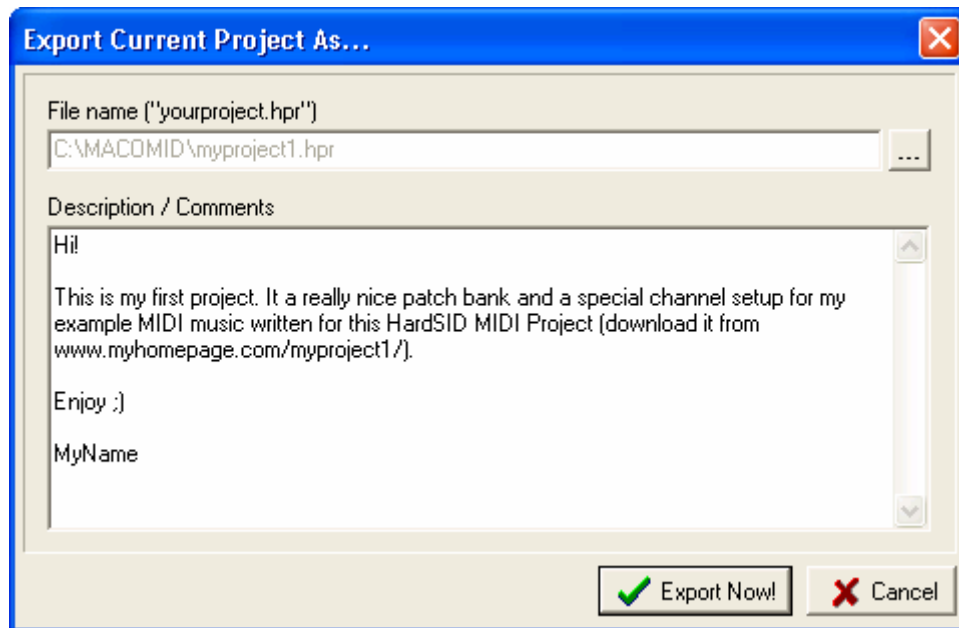 Export Current Project As...
File name ("yourproject.hpr")
C:\MACOMID\myproject1.hpr
...
Description / Comments
Hi!
This is my first project. It a really nice patch bank and a special channel setup for my
example MIDI music written for this HardSID MIDI Project (download it from
www.myhomepage.com/myproject1/).
Enjoy ;)
MyName
Export Now!
Cancel